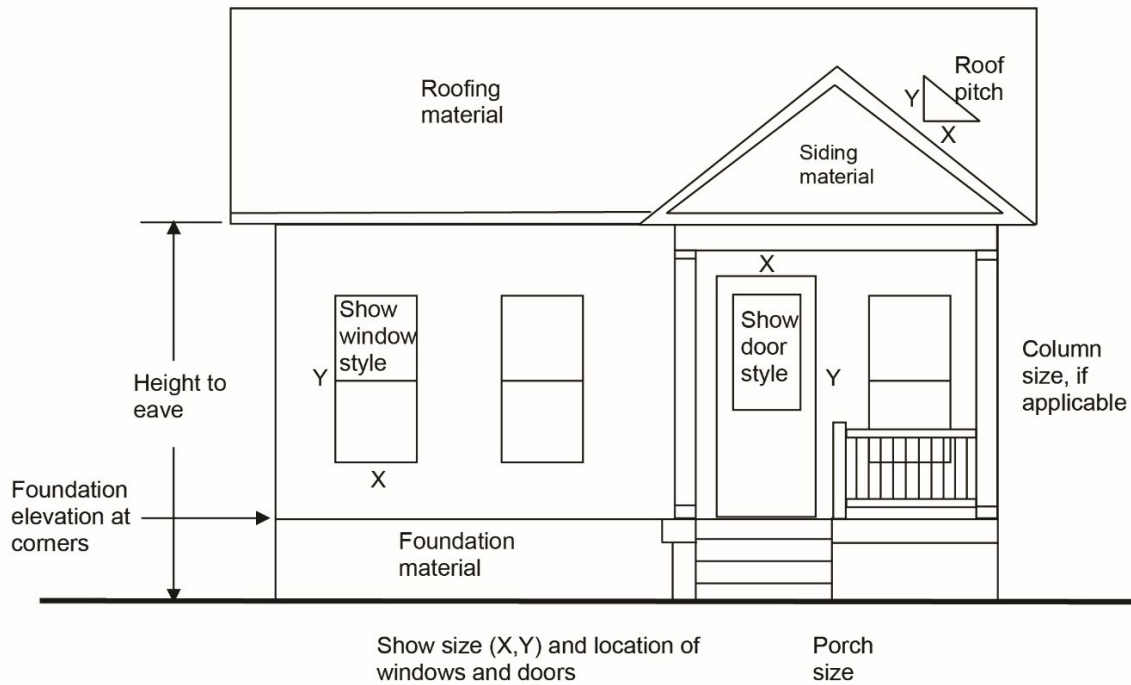 Roofing
material
Roof
pitch
Y
X
Siding
material
X
Show
window
style
Show
door
style
Y
Y
Column
size, if
applicable
Height to
eave
X
Foundation
elevation at
corners
Foundation
material
Show size (X,Y) and location of
windows and doors
Porch
size